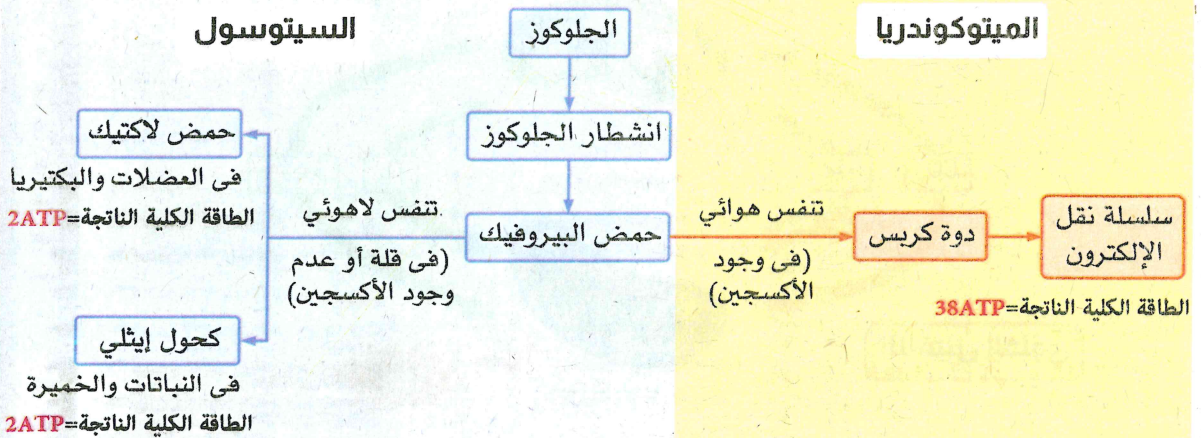 الميتوكوندريا
السيتوسول
الجلوكوز
انشطار الجلوكوز
حمض البيروفيك
تنفس هوائي
(فى وجود
الأكسجين)
دوة كربس
سلسلة نقل
الإلكترون
الطاقة الكلية الناتجة=38ATP
تنفس لاهوئي
(فى قلة أو عدم
وجود الأكسجين)
حمض لاكتيك
فى العضلات والبكتيريا
الطاقة الكلية الناتجة=2ATP
كحول إيثلي
فى النباتات والخميرة
الطاقة الكلية الناتجة=2ATP